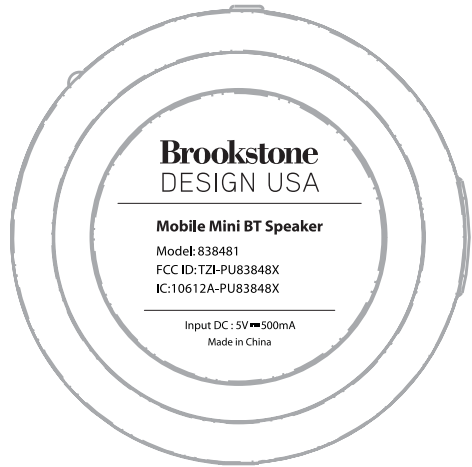 Brookstone
DESIGN USA
Mobile Mini BT Speaker
Model: 838481
FCC ID: TZI-PU83848X
IC:10612A-PU83848X
Input DC : 5V⎓500mA
Made in China